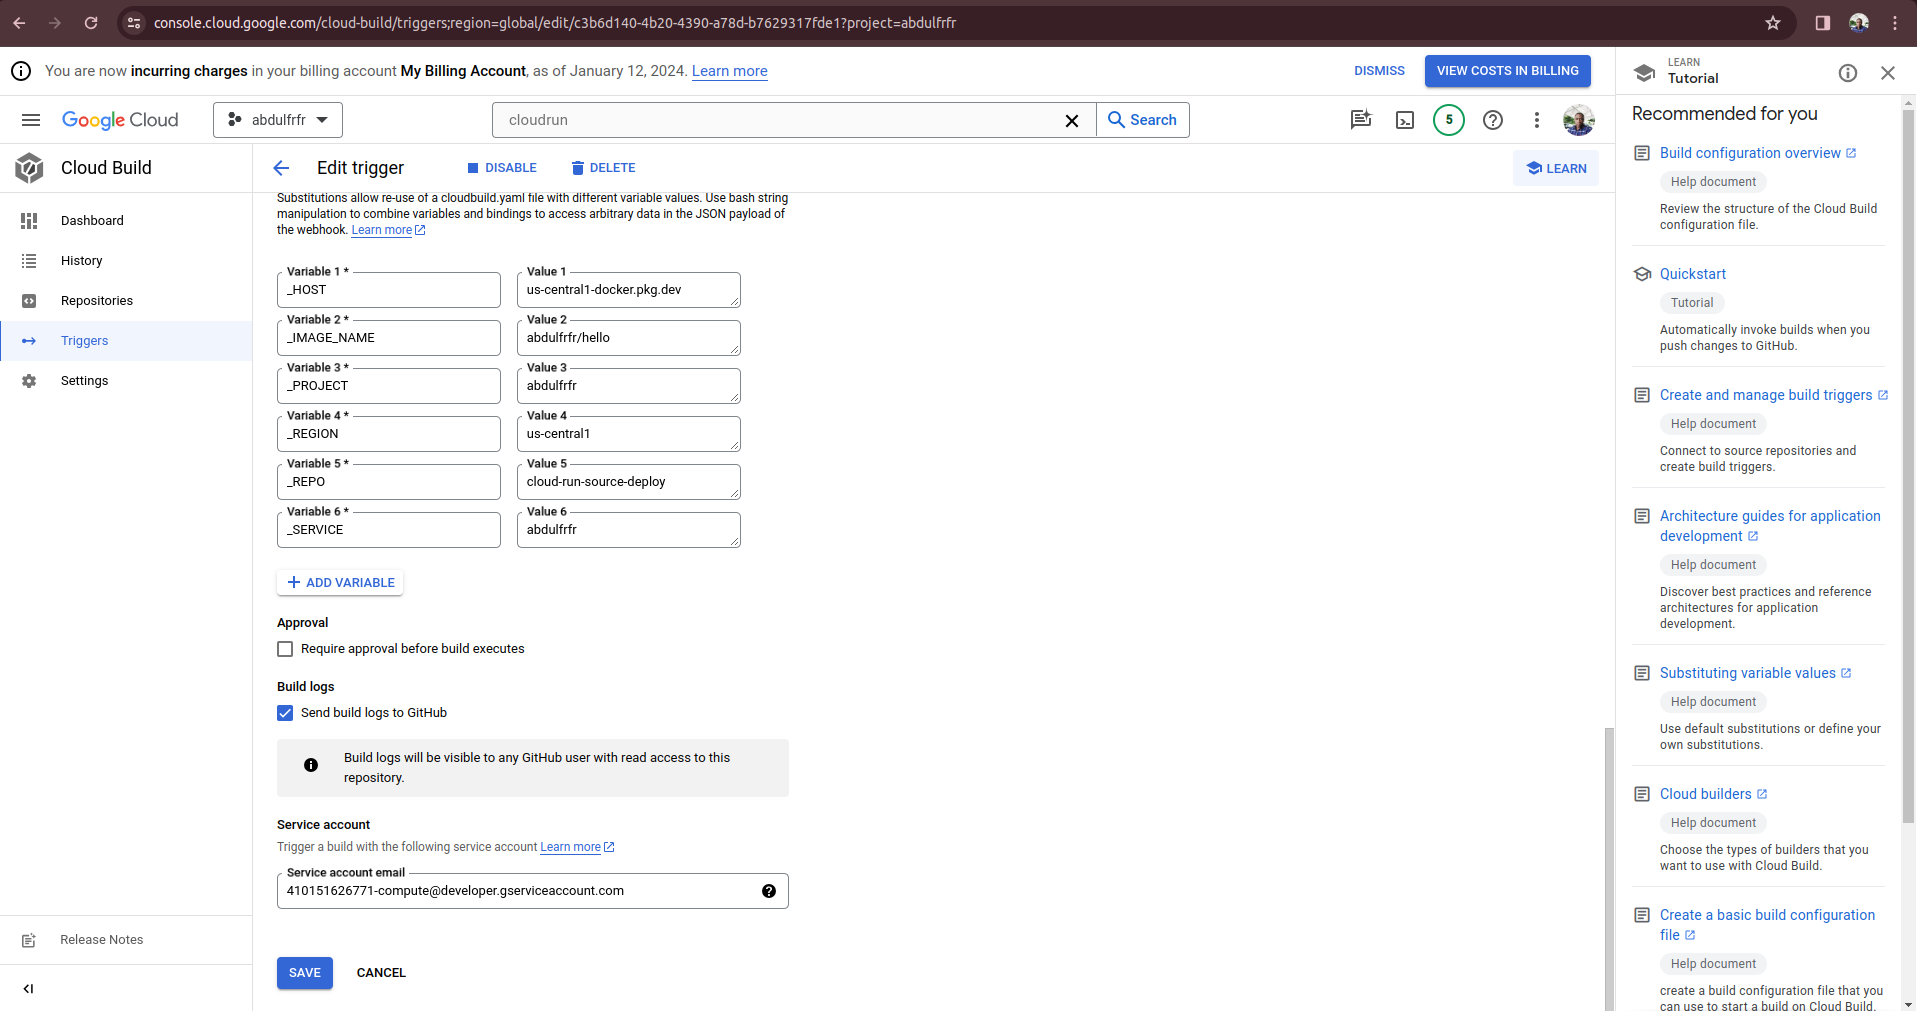 console.cloud.google.com/cloud-build/triggers;region=global/edit/c3b6d140-4b20-4390-a78d-b7629317fde1?project=abdulfrfr
You are now incurring charges in your billing account My Billing Account, as of January 12, 2024. Learn more
DISMISS
VIEW COSTS IN BILLING
Google Cloud
abdulfrfr
cloudrun
Search
5
Cloud Build
Dashboard
History
Repositories
Triggers
Settings
Release Notes
Edit trigger
DISABLE
DELETE
LEARN
Substitutions allow re-use of a cloudbuild.yaml file with different variable values. Use bash string
manipulation to combine variables and bindings to access arbitrary data in the JSON payload of
the webhook. Learn more
Variable 1 *
_HOST
Value 1
us-central1-docker.pkg.dev
Variable 2 *
_IMAGE_NAME
Value 2
abdulfrfr/hello
Variable 3 *
_PROJECT
Value 3
abdulfrfr
Variable 4 *
_REGION
Value 4
us-central1
Variable 5 *
_REPO
Value 5
cloud-run-source-deploy
Variable 6 *
_SERVICE
Value 6
abdulfrfr
ADD VARIABLE
Approval
Require approval before build executes
Build logs
Send build logs to GitHub
Build logs will be visible to any GitHub user with read access to this
repository.
Service account
Trigger a build with the following service account Learn more
Service account email
410151626771-compute@developer.gserviceaccount.com
SAVE
CANCEL
LEARN
Tutorial
Recommended for you
Build configuration overview
Help document
Review the structure of the Cloud Build
configuration file.
Quickstart
Tutorial
Automatically invoke builds when you
push changes to GitHub.
Create and manage build triggers
Help document
Connect to source repositories and
create build triggers.
Architecture guides for application
development
Help document
Discover best practices and reference
architectures for application
development.
Substituting variable values
Help document
Use default substitutions or define your
own substitutions.
Cloud builders
Help document
Choose the types of builders that you
want to use with Cloud Build.
Create a basic build configuration
file
Help document
create a build configuration file that you
can use to start a build on Cloud Build.